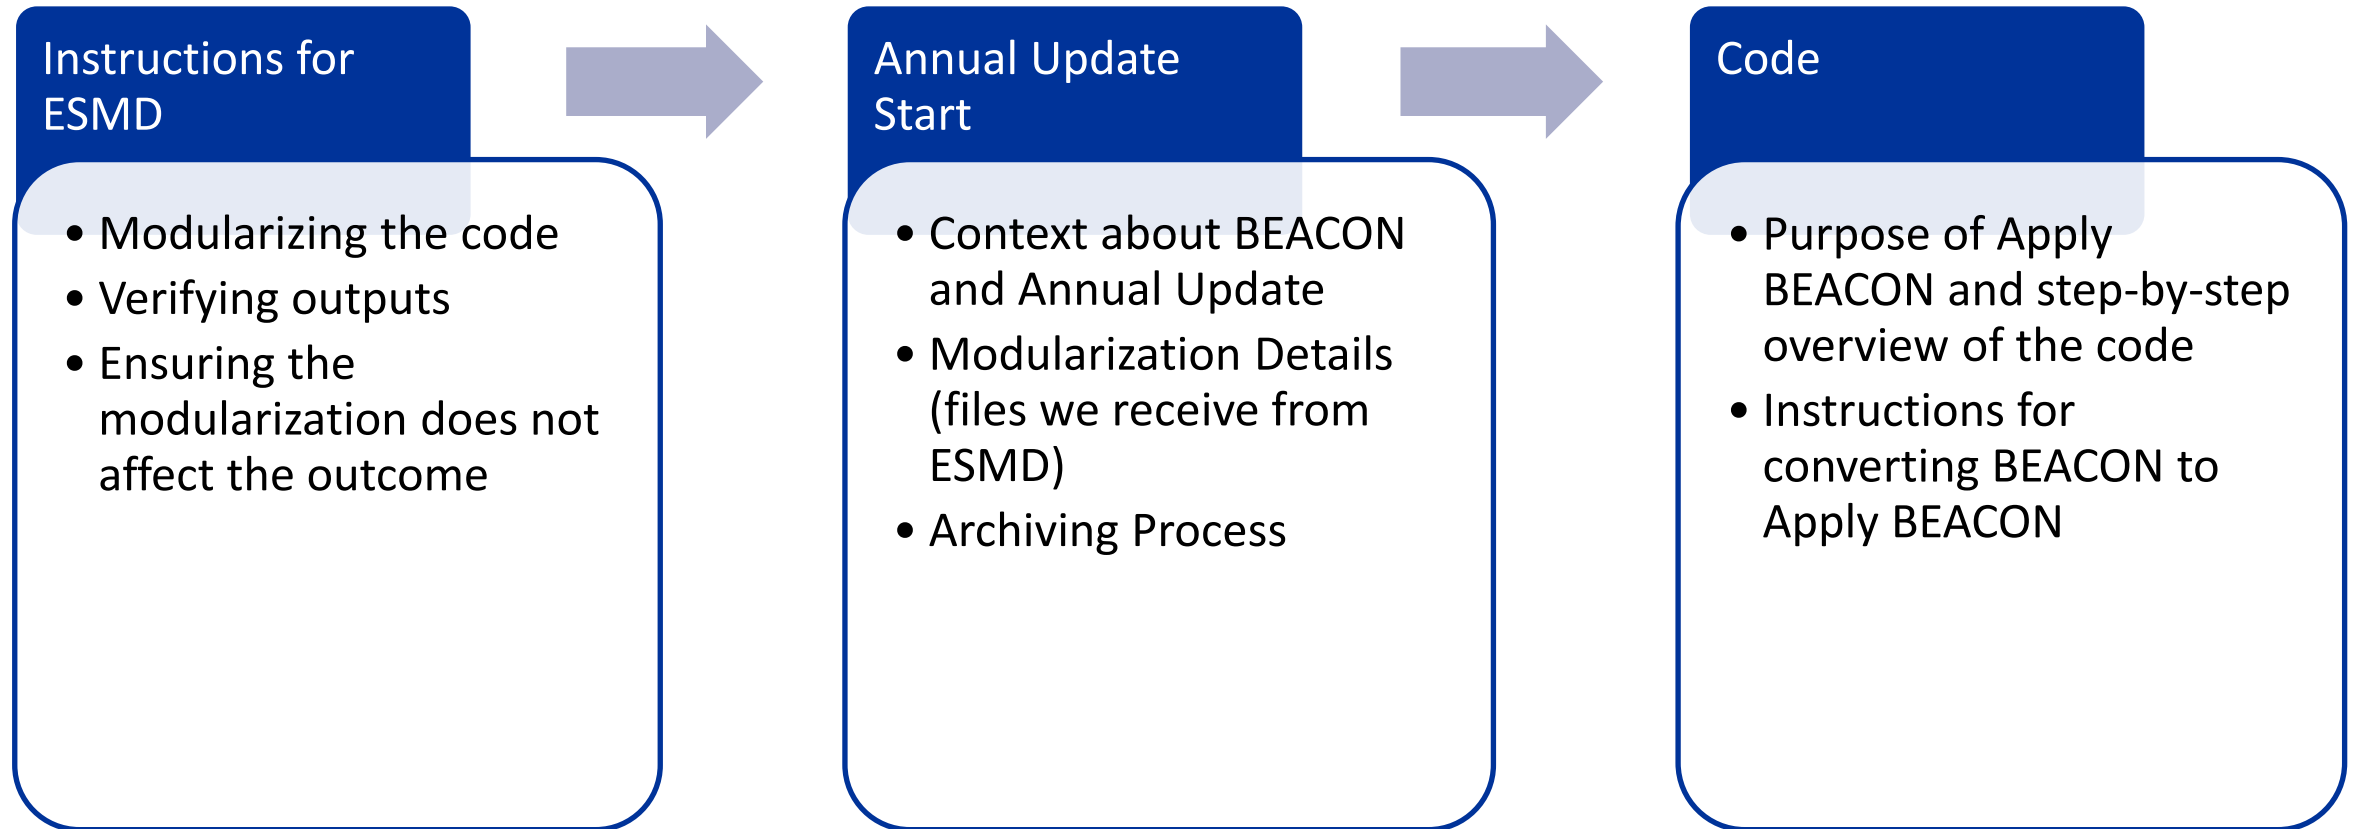 Instructions for
ESMD
• Modularizing the code
• Verifying outputs
• Ensuring the
modularization does not
affect the outcome
Annual Update
Start
• Context about BEACON
and Annual Update
• Modularization Details
(files we receive from
ESMD)
• Archiving Process
Code
• Purpose of Apply
BEACON and step-by-step
overview of the code
• Instructions for
converting BEACON to
Apply BEACON